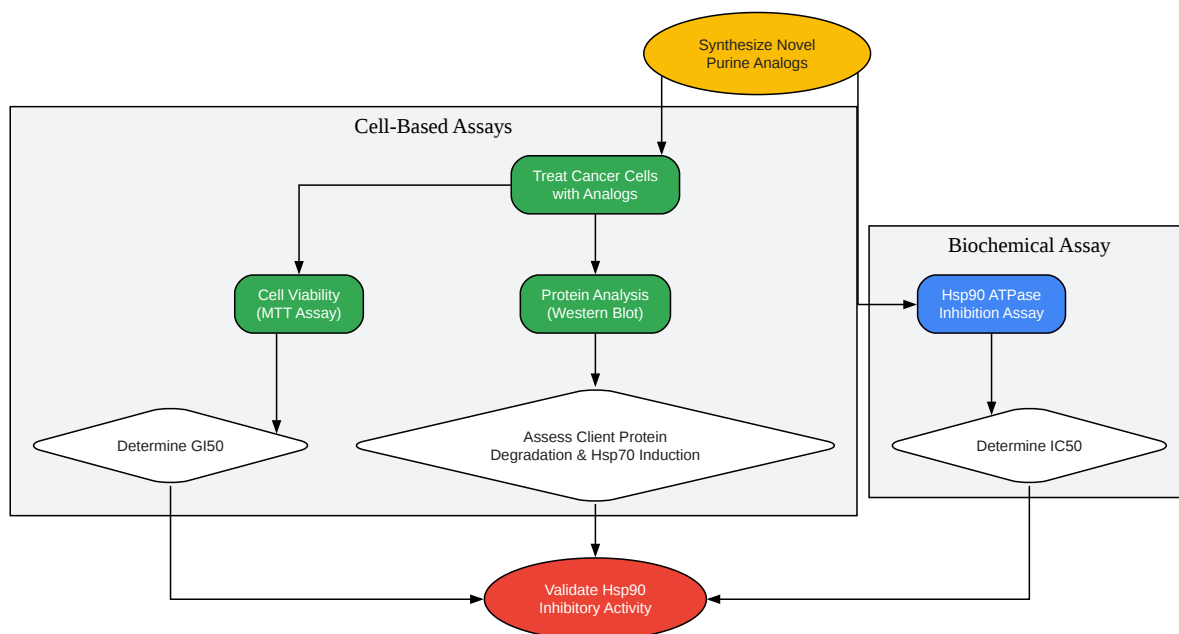 Synthesize Novel
Purine Analogs
Cell-Based Assays
Treat Cancer Cells
with Analogs
Biochemical Assay
Cell Viability
(MTT Assay)
Protein Analysis
(Western Blot)
Hsp90 ATPase
Inhibition Assay
Determine GI50
Assess Client Protein
Degradation & Hsp70 Induction
Determine IC50
Validate Hsp90
Inhibitory Activity